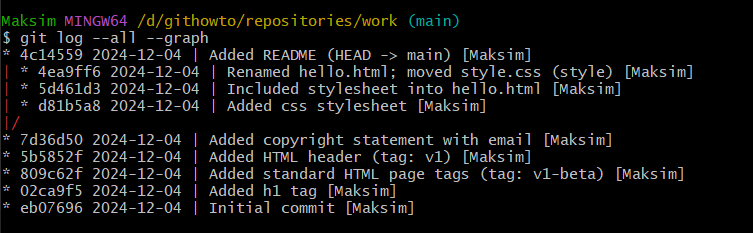 Maksim MINGW64 /d/githowto/repositories/work (main)
$ git log --all --graph
* 4c14559 2024-12-04 | Added README (HEAD -> main) [Maksim]
| * 4ea9ff6 2024-12-04 | Renamed hello.html; moved style.css (style) [Maksim]
| * 5d461d3 2024-12-04 | Included stylesheet into hello.html [Maksim]
| * d81b5a8 2024-12-04 | Added css stylesheet [Maksim]
|/
* 7d36d50 2024-12-04 | Added copyright statement with email [Maksim]
* 5b5852f 2024-12-04 | Added HTML header (tag: v1) [Maksim]
* 809c62f 2024-12-04 | Added standard HTML page tags (tag: v1-beta) [Maksim]
* 02ca9f5 2024-12-04 | Added h1 tag [Maksim]
* eb07696 2024-12-04 | Initial commit [Maksim]